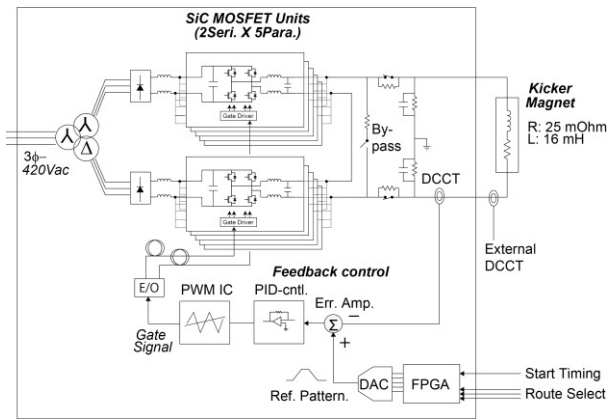 SiC MOSFET Units
(2Seri. X 5Para.)
Gate Driver
Kicker
Magnet
R: 25 mOhm
L: 16 mH
By-
pass
3ϕ
420Vac
Gate Driver
DCCT
External
DCCT
Feedback control
E/O
PWM IC
PID-cntl.
Err. Amp.
Σ
−
+
Gate
Signal
Ref. Pattern.
DAC
FPGA
Start Timing
Route Select